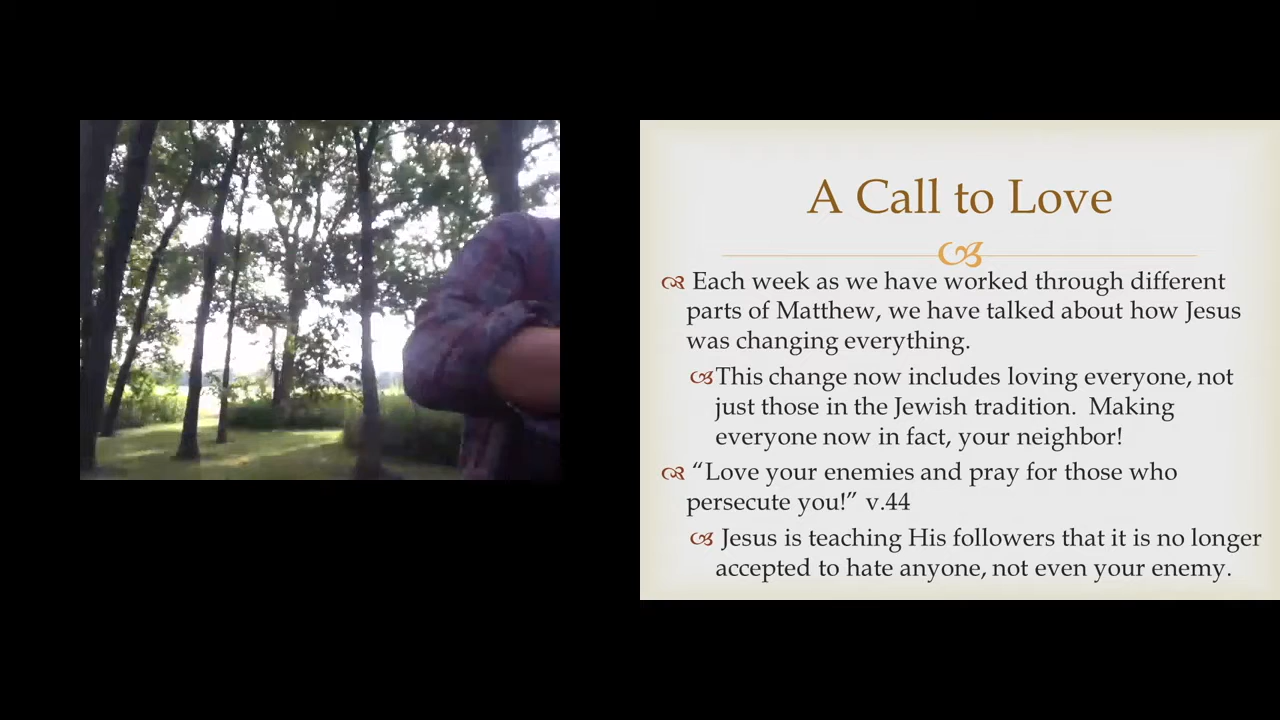 A Call to Love
Each week as we have worked through different
parts of Matthew, we have talked about how Jesus
was changing everything.
This change now includes loving everyone, not
just those in the Jewish tradition.  Making
everyone now in fact, your neighbor!
“Love your enemies and pray for those who
persecute you!” v.44
Jesus is teaching His followers that it is no longer
accepted to hate anyone, not even your enemy.